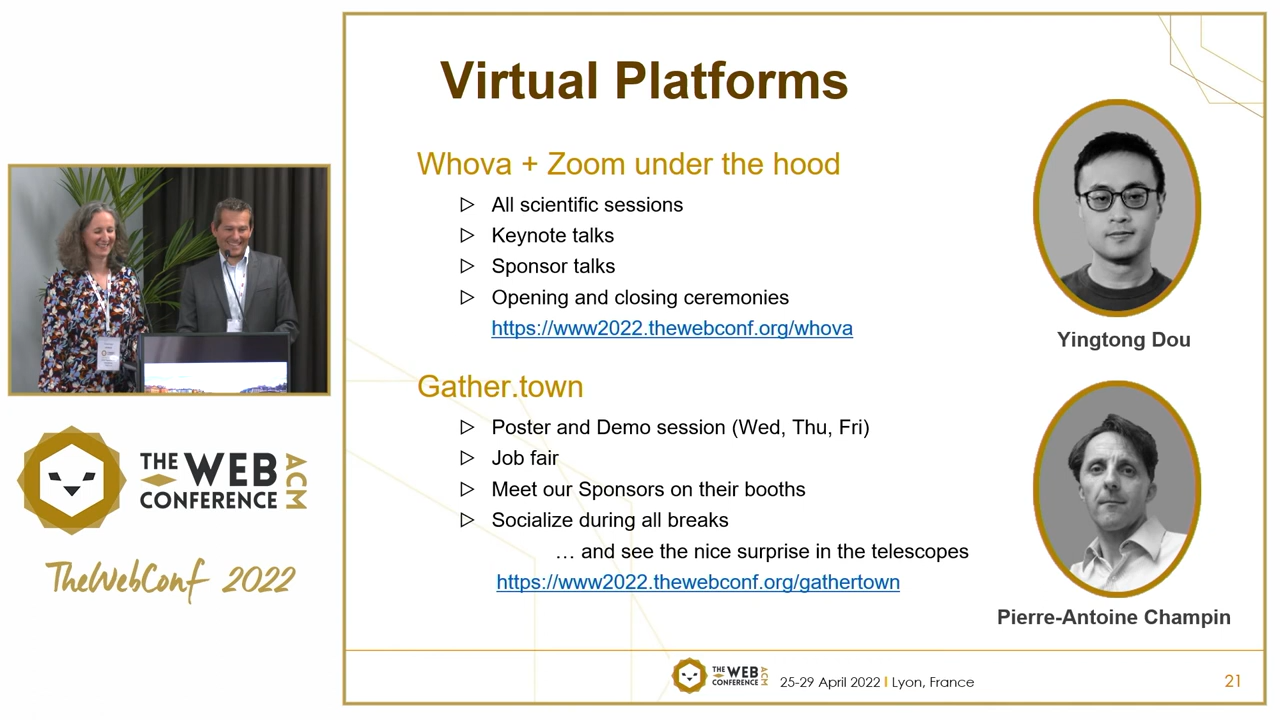 Virtual Platforms
Whova + Zoom under the hood
▷ All scientific sessions
▷ Keynote talks
▷ Sponsor talks
▷ Opening and closing ceremonies
https://www2022.thewebconf.org/whova
Yingtong Dou
Gather.town
▷ Poster and Demo session (Wed, Thu, Fri)
▷ Job fair
▷ Meet our Sponsors on their booths
▷ Socialize during all breaks
… and see the nice surprise in the telescopes
https://www2022.thewebconf.org/gathertown
Pierre-Antoine Champin
THE WEB
CONFERENCE
ACM
TheWebConf 2022
THE WEB
CONFERENCE
ACM
25-29 April 2022 | Lyon, France
21